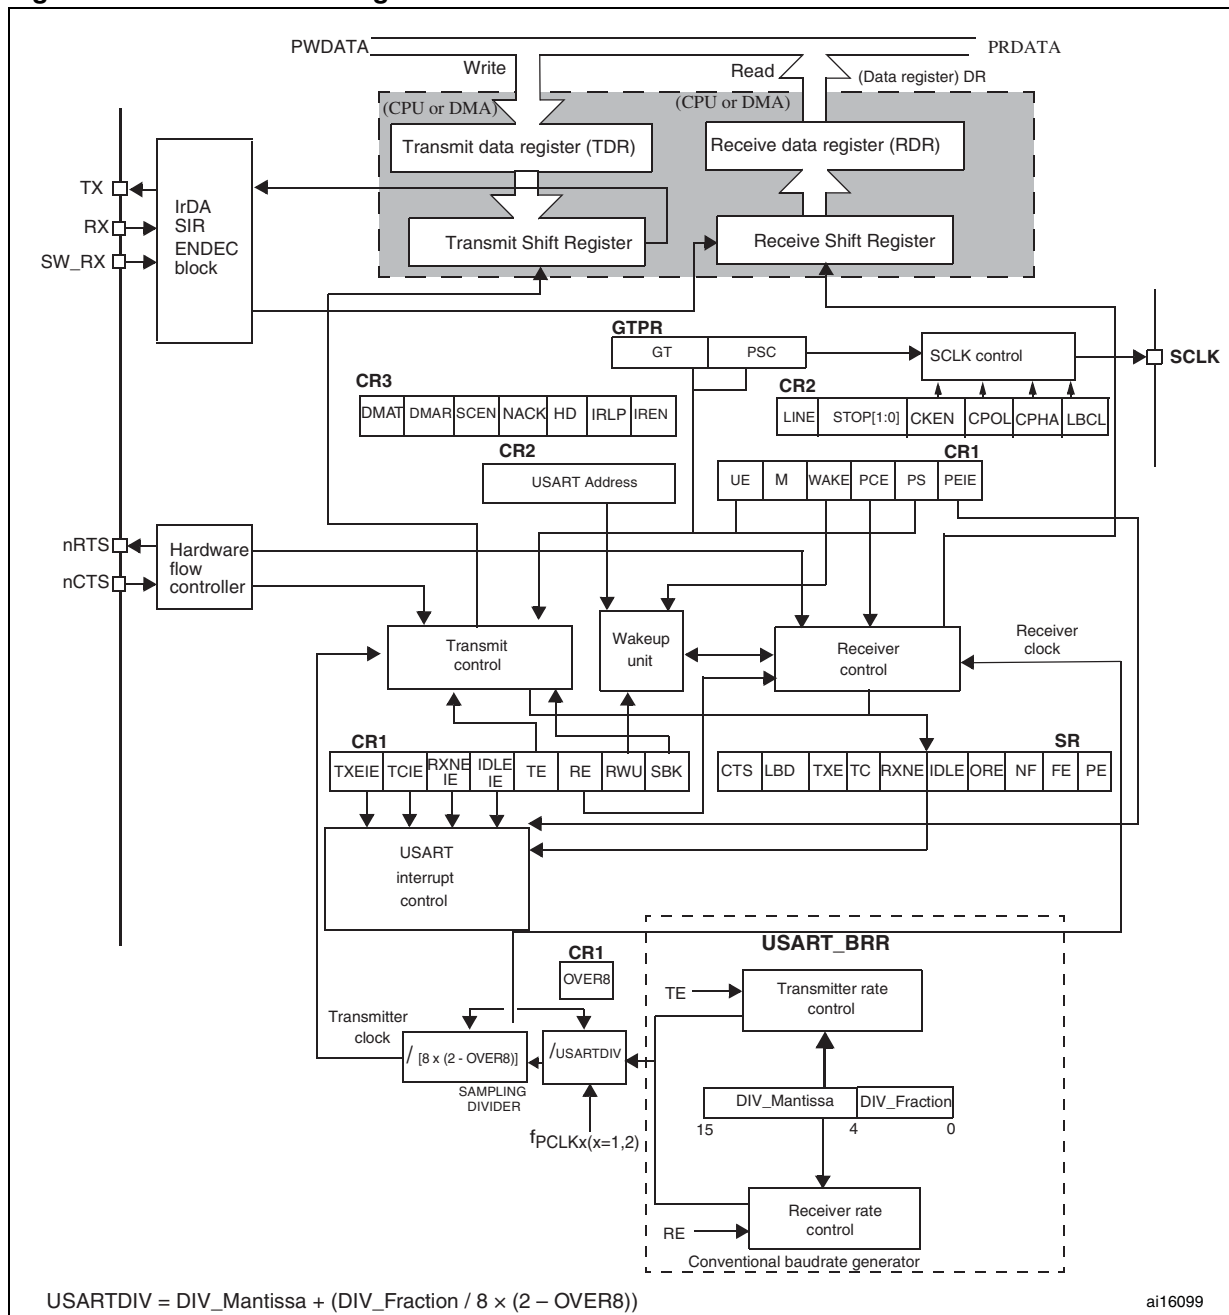 PWDATA
PRDATA
Write
Read
(Data register) DR
(CPU or DMA)
(CPU or DMA)
Transmit data register (TDR)
Receive data register (RDR)
TX
RX
SW_RX
IrDA
SIR
ENDEC
block
Transmit Shift Register
Receive Shift Register
GTPR
GT
PSC
SCLK control
SCLK
CR3
DMAT
DMAR
SCEN
NACK
HD
IRLP
IREN
CR2
LINE
STOP[1:0]
CKEN
CPOL
CPHA
LBCL
CR2
USART Address
CR1
UE
M
WAKE
PCE
PS
PEIE
nRTS
nCTS
Hardware
flow
controller
Transmit
control
Wakeup
unit
Receiver
control
Receiver
clock
CR1
TXEIE
TCIE
RXNE
IE
IDLE
IE
TE
RE
RWU
SBK
SR
CTS
LBD
TXE
TC
RXNE
IDLE
ORE
NF
FE
PE
USART
interrupt
control
CR1
OVER8
USART_BRR
TE
Transmitter rate
control
Transmitter
clock
/ [8 x (2 - OVER8)]
/USARTDIV
SAMPLING
DIVIDER
fPCLKx(x=1,2)
DIV_Mantissa
DIV_Fraction
15
4
0
Receiver rate
control
RE
Conventional baudrate generator
USARTDIV = DIV_Mantissa + (DIV_Fraction / 8 × (2 – OVER8))
ai16099